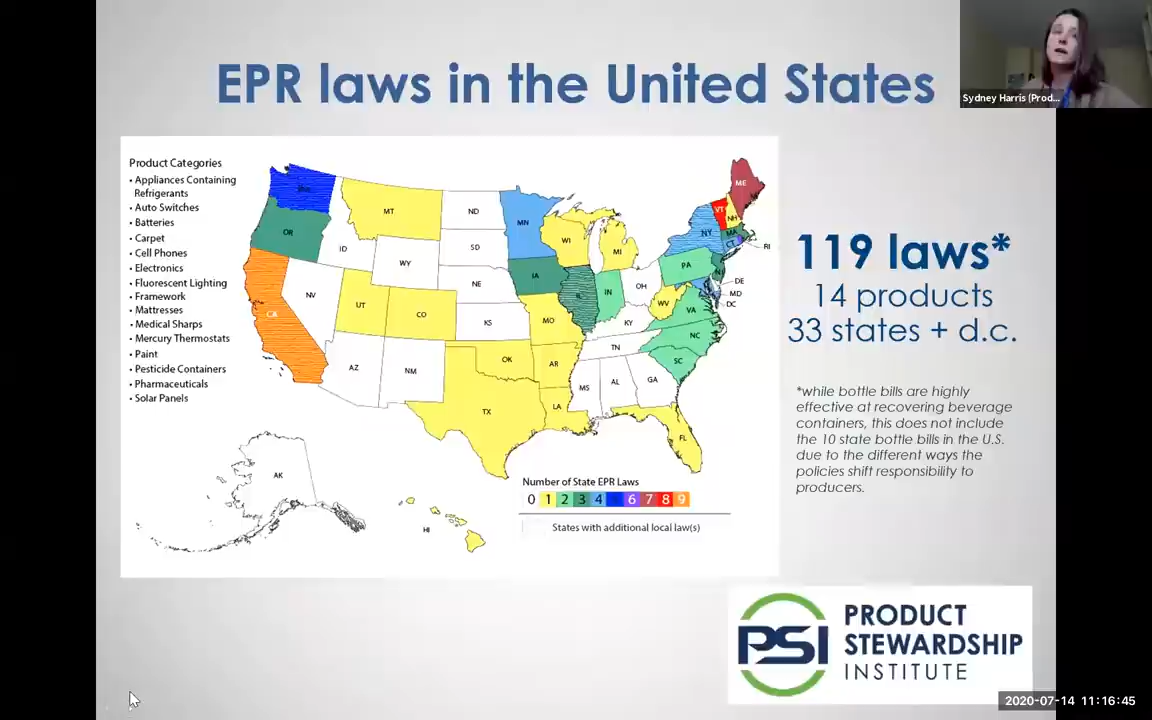 EPR laws in the United States
Sydney Harris (Prod...
Product Categories
• Appliances Containing
Refrigerants
• Auto Switches
• Batteries
• Carpet
• Cell Phones
• Electronics
• Fluorescent Lighting
• Framework
• Mattresses
• Medical Sharps
• Mercury Thermostats
• Paint
• Pesticide Containers
• Pharmaceuticals
• Solar Panels
ME
VT
NH
MT
ND
MN
OR
ID
WI
NY
MA
MI
CT
RI
SD
WY
PA
IA
NE
NV
IN
OH
DE
MD
DC
UT
CO
WV
VA
CA
KS
MO
KY
NC
TN
OK
AR
SC
AZ
NM
MS
AL
GA
TX
LA
FL
AK
HI
Number of State EPR Laws
0 1 2 3 4 6 7 8 9
States with additional local law(s)
119 laws*
14 products
33 states + d.c.
*while bottle bills are highly
effective at recovering beverage
containers, this does not include
the 10 state bottle bills in the U.S.
due to the different ways the
policies shift responsibility to
producers.
PSI
PRODUCT
STEWARDSHIP
INSTITUTE
2020-07-14 11:16:45